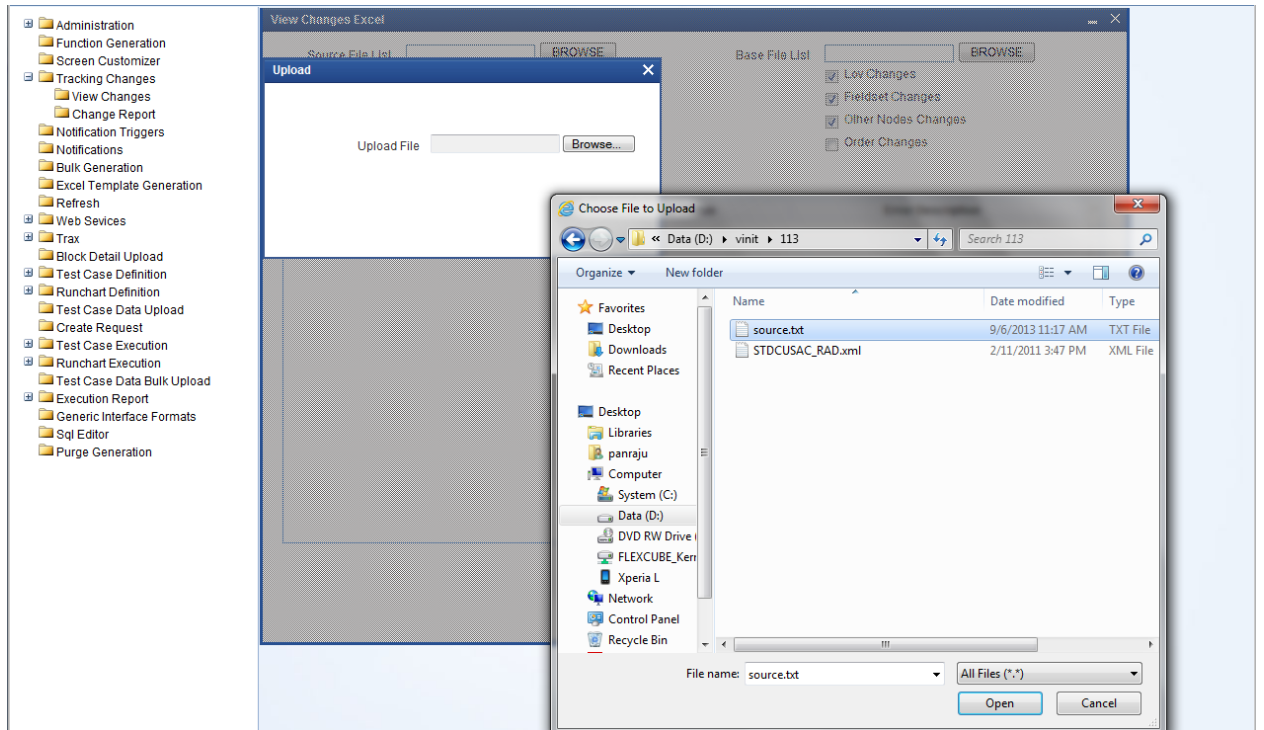 Administration
Function Generation
Screen Customizer
Tracking Changes
View Changes
Change Report
Notification Triggers
Notifications
Bulk Generation
Excel Template Generation
Refresh
Web Sevices
Trax
Block Detail Upload
Test Case Definition
Runchart Definition
Test Case Data Upload
Create Request
Test Case Execution
Runchart Execution
Test Case Data Bulk Upload
Execution Report
Generic Interface Formats
Sql Editor
Purge Generation
View Changes Excel
Source File List BROWSE Base File List BROWSE
Lov Changes
Fieldset Changes
Other Nodes Changes
Order Changes
Upload
Upload File Browse...
Choose File to Upload
« Data (D:) vinit 113 Search 113
Organize New folder
Favorites
Desktop
Downloads
Recent Places
Desktop
Libraries
panraju
Computer
System (C:)
Data (D:)
DVD RW Drive
FLEXCUBE_Kerr
Xperia L
Network
Control Panel
Recycle Bin
Name Date modified Type
source.txt 9/6/2013 11:17 AM TXT File
STDCUSAC_RAD.xml 2/11/2011 3:47 PM XML File
File name: source.txt All Files (*.*)
Open Cancel